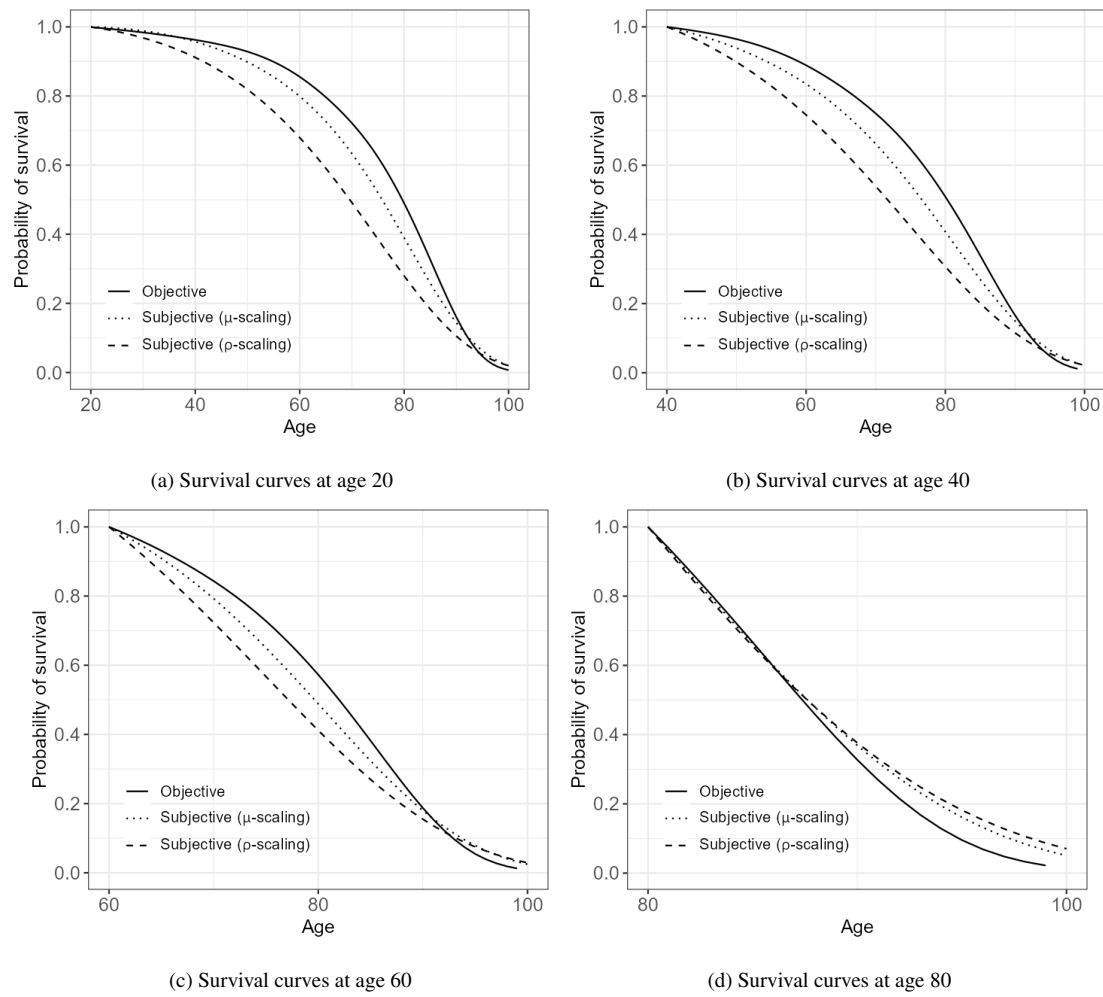 Probability of survival
1.0
0.8
0.6
0.4
0.2
0.0
Objective
Subjective (μ-scaling)
Subjective (ρ-scaling)
20 40 60 80 100
Age
(a) Survival curves at age 20
Probability of survival
1.0
0.8
0.6
0.4
0.2
0.0
Objective
Subjective (μ-scaling)
Subjective (ρ-scaling)
40 60 80 100
Age
(b) Survival curves at age 40
Probability of survival
1.0
0.8
0.6
0.4
0.2
0.0
Objective
Subjective (μ-scaling)
Subjective (ρ-scaling)
60 80 100
Age
(c) Survival curves at age 60
Probability of survival
1.0
0.8
0.6
0.4
0.2
0.0
Objective
Subjective (μ-scaling)
Subjective (ρ-scaling)
80 100
Age
(d) Survival curves at age 80